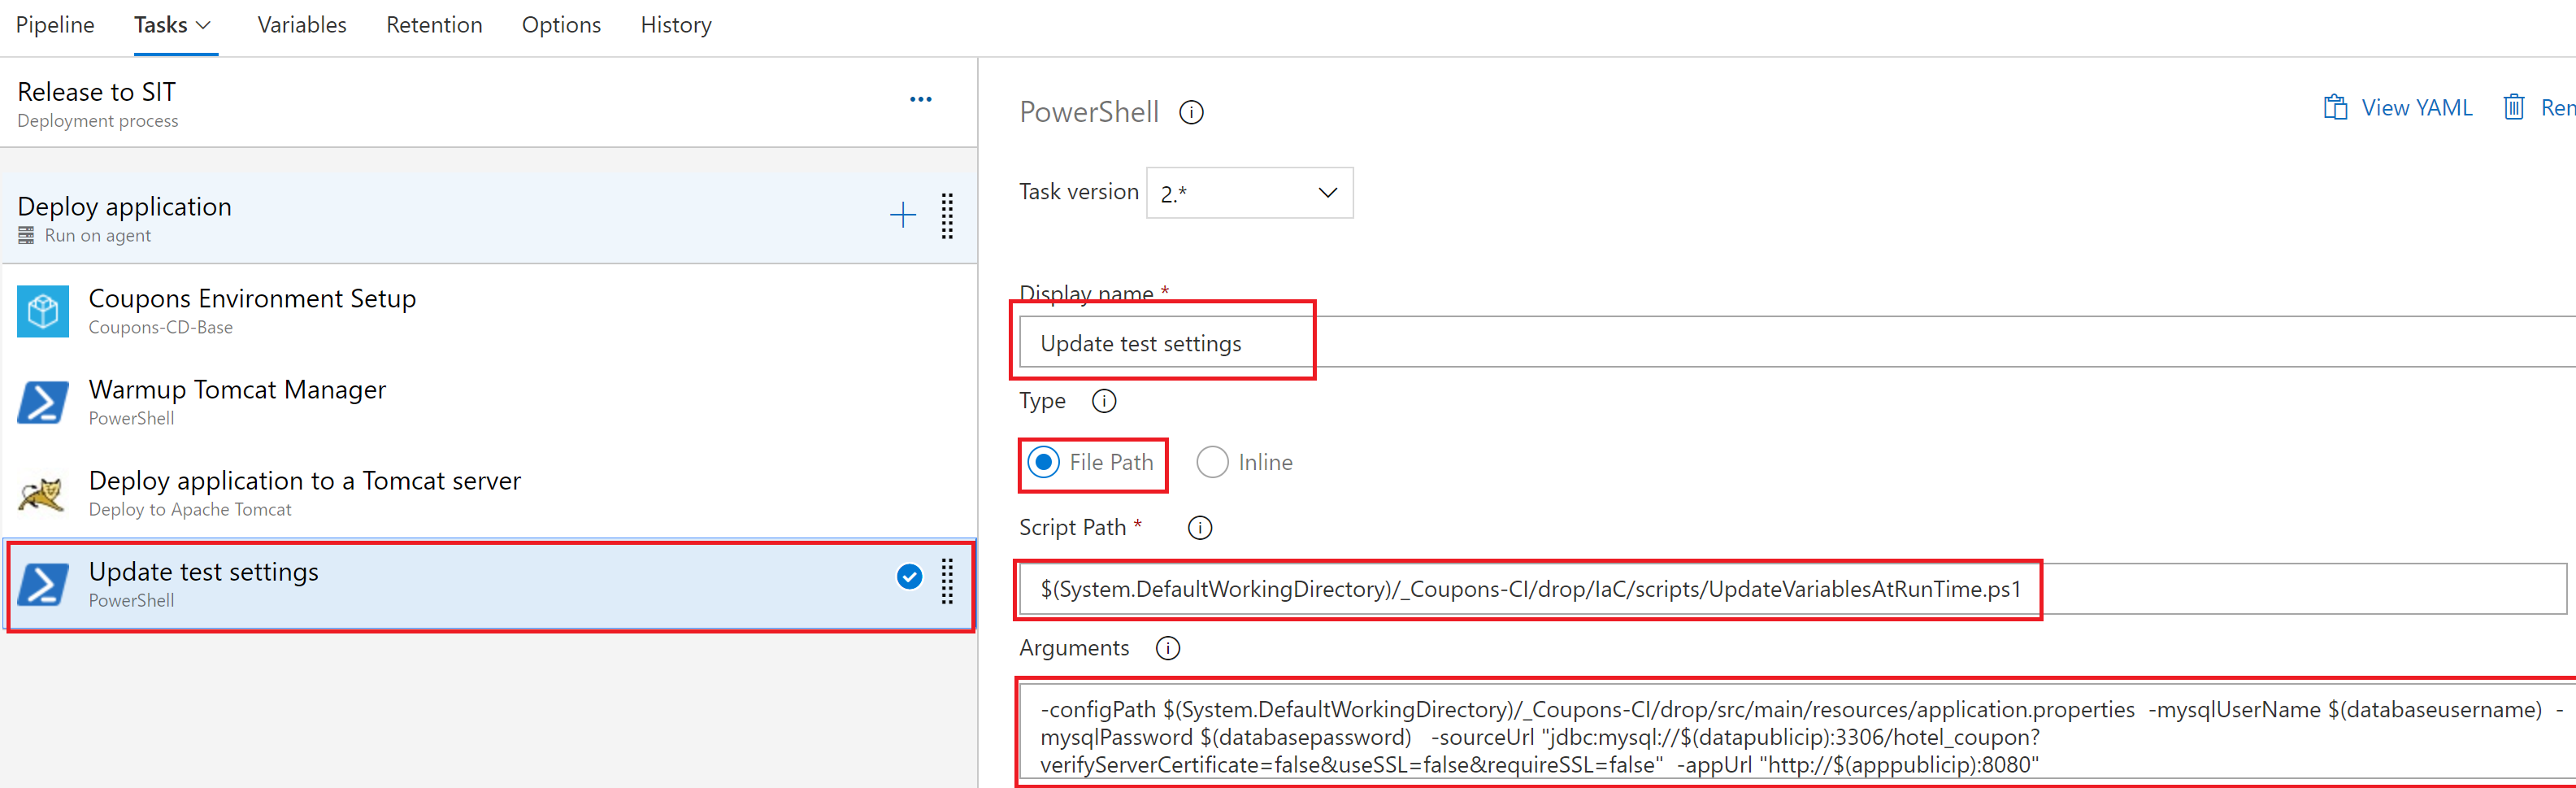 Pipeline Tasks Variables Retention Options History
Release to SIT
Deployment process
Deploy application
Run on agent
Coupons Environment Setup
Coupons-CD-Base
Warmup Tomcat Manager
PowerShell
Deploy application to a Tomcat server
Deploy to Apache Tomcat
Update test settings
PowerShell
PowerShell
View YAML
Task version 2.*
Display name *
Update test settings
Type
File Path Inline
Script Path *
$(System.DefaultWorkingDirectory)/_Coupons-CI/drop/IaC/scripts/UpdateVariablesAtRunTime.ps1
Arguments
-configPath $(System.DefaultWorkingDirectory)/_Coupons-CI/drop/src/main/resources/application.properties -mysqlUserName $(databaseusername) -
mysqlPassword $(databasepassword) -sourceUrl "jdbc:mysql://$(datapublicip):3306/hotel_coupon?
verifyServerCertificate=false&useSSL=false&requireSSL=false" -appUrl "http://$(apppublicip):8080"